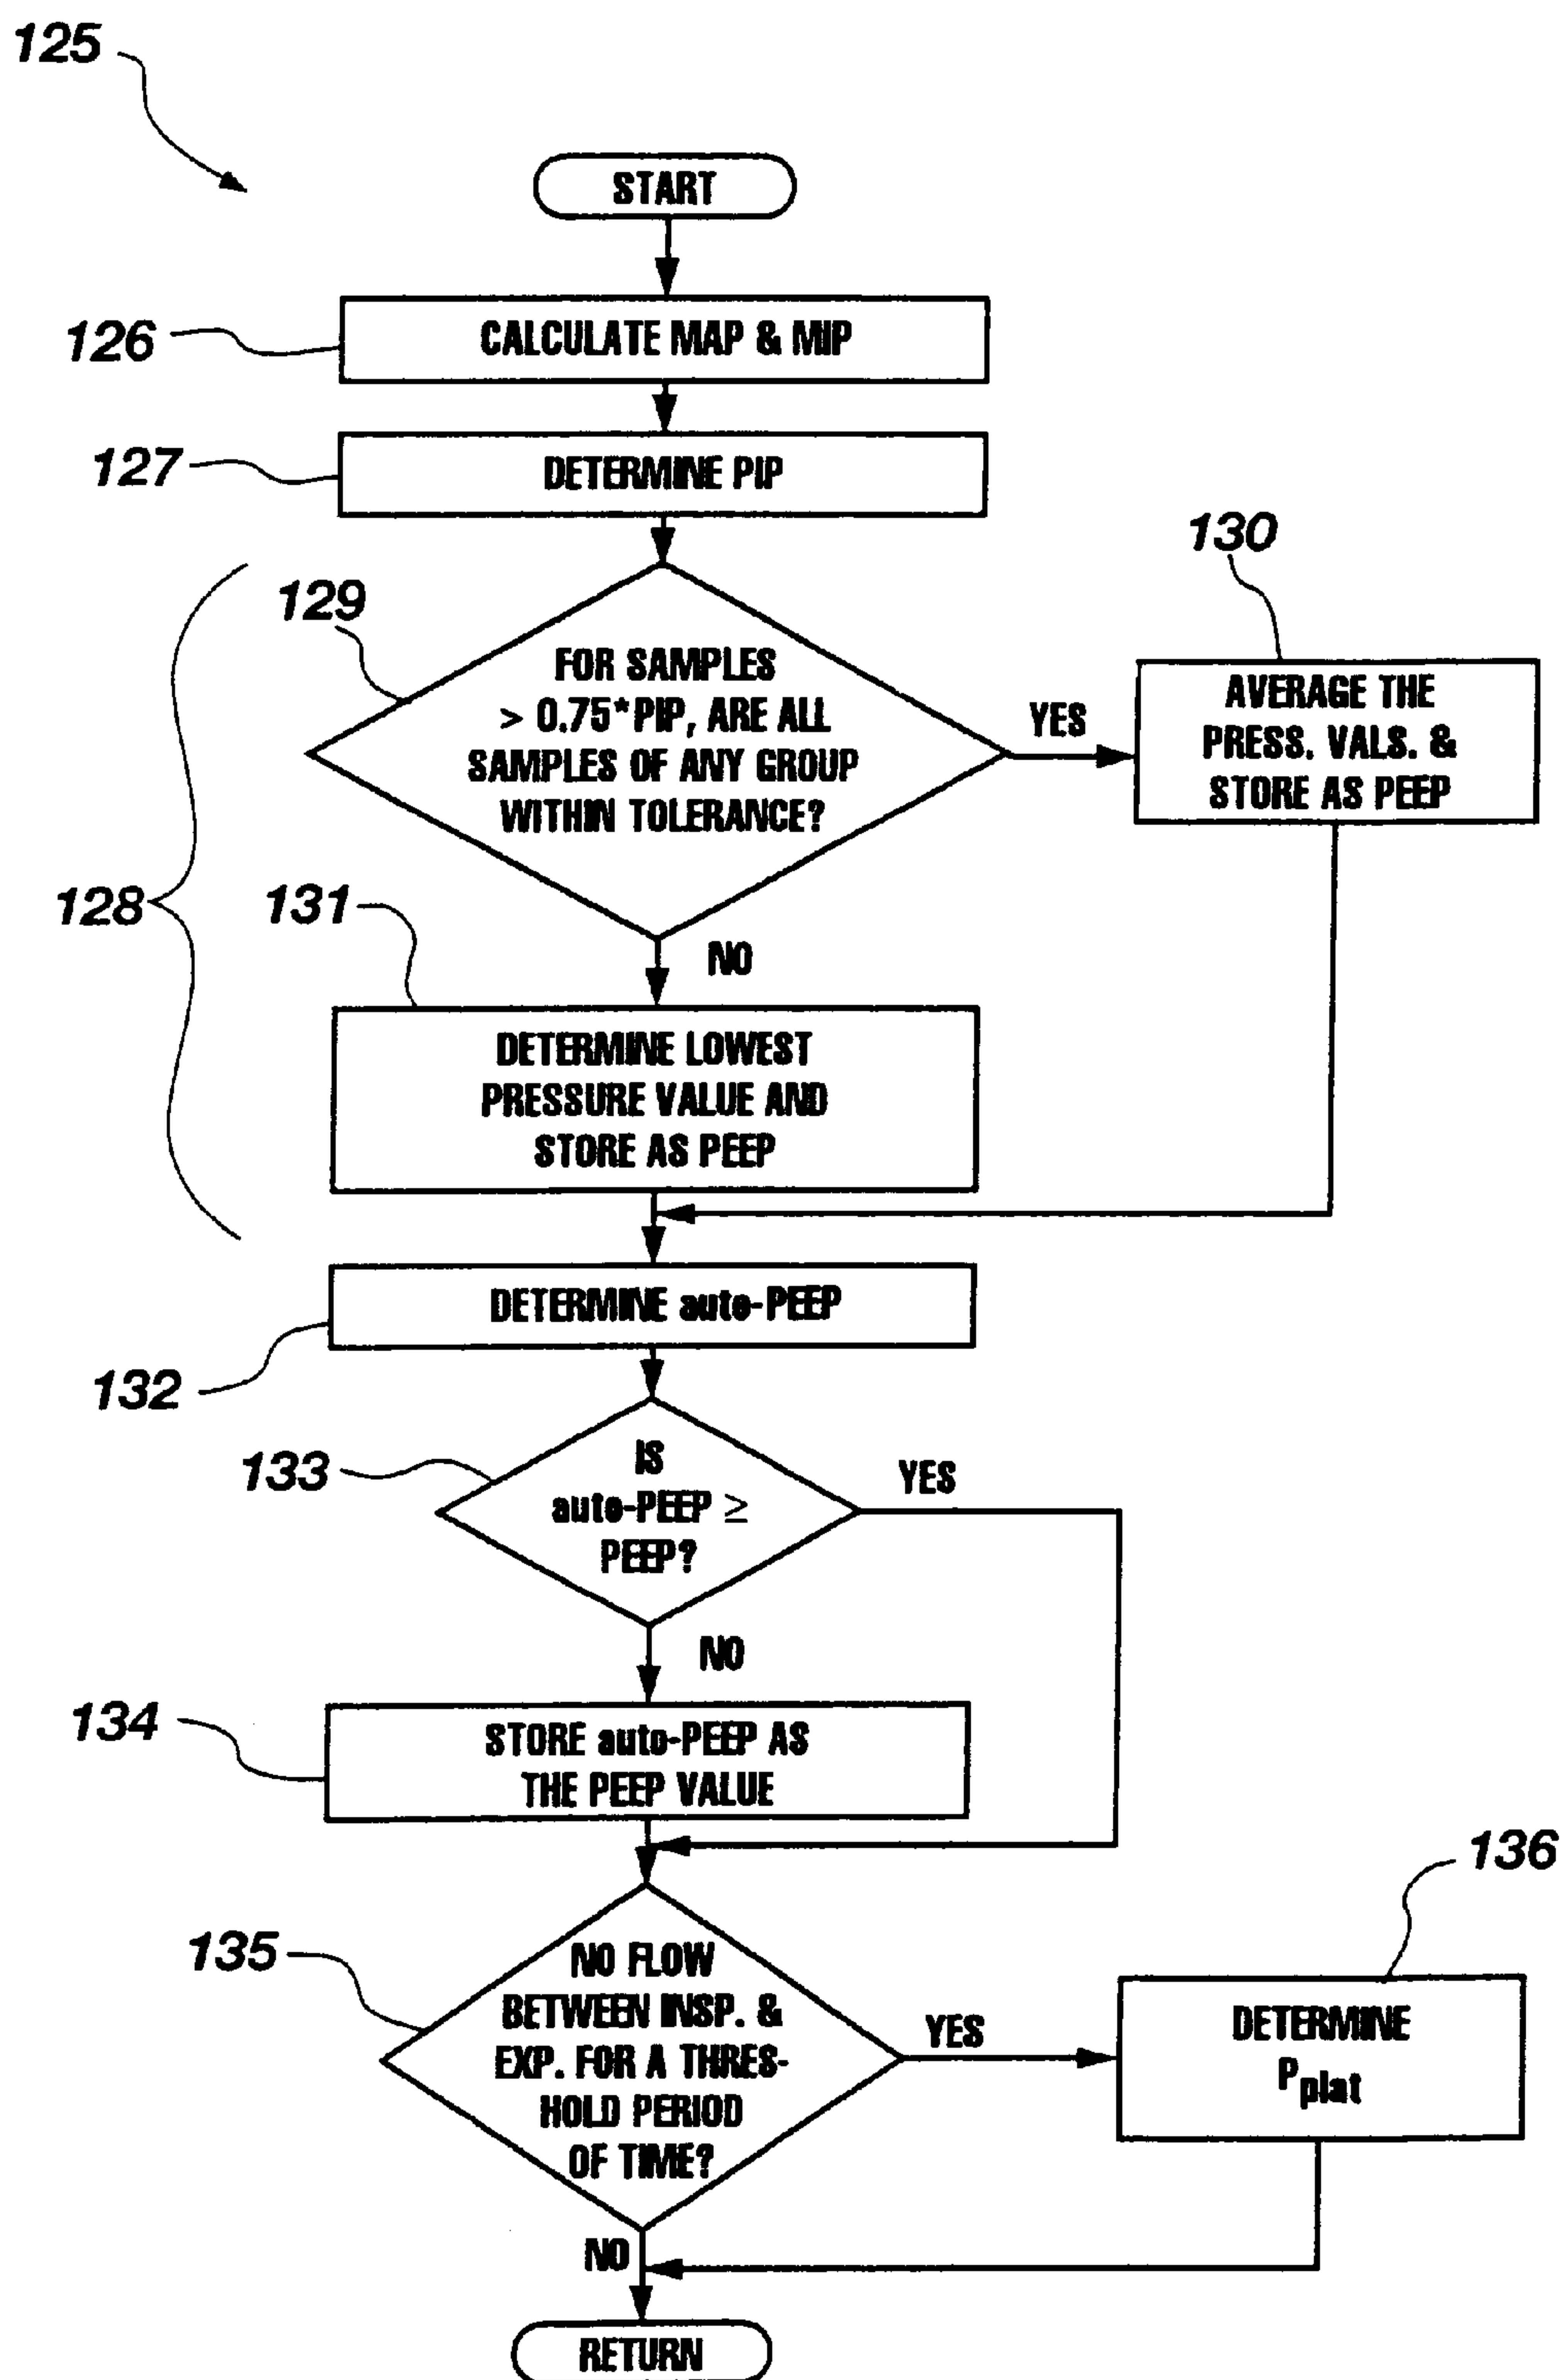 125
START
126
CALCULATE MAP & MIP
127
DETERMINE PIP
128
129
FOR SAMPLES
> 0.75*PIP, ARE ALL
SAMPLES OF ANY GROUP
WITHIN TOLERANCE?
YES
130
AVERAGE THE
PRESS. VALS. &
STORE AS PEEP
NO
131
DETERMINE LOWEST
PRESSURE VALUE AND
STORE AS PEEP
132
DETERMINE auto-PEEP
133
IS
auto-PEEP ≥
PEEP?
YES
NO
134
STORE auto-PEEP AS
THE PEEP VALUE
135
NO FLOW
BETWEEN INSP. &
EXP. FOR A THRES-
HOLD PERIOD
OF TIME?
YES
136
DETERMINE
Pplat
NO
RETURN